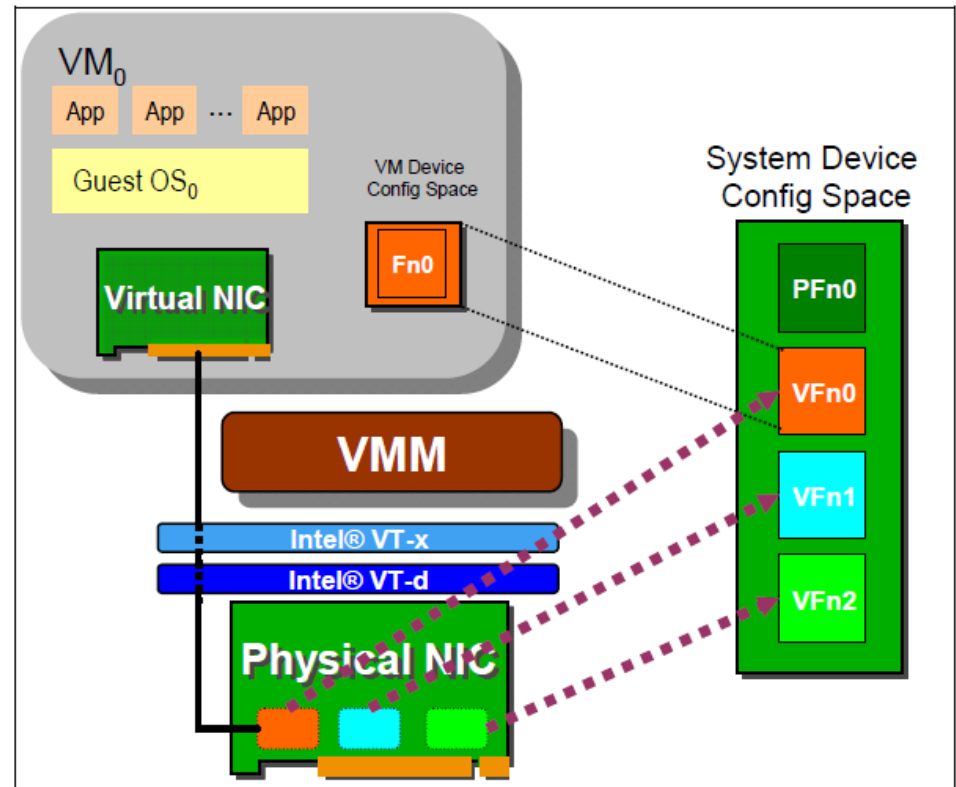 VM0
App App ... App
Guest OS0
VM Device
Config Space
Fn0
Virtual NIC
System Device
Config Space
PFn0
VFn0
VFn1
VFn2
VMM
Intel® VT-x
Intel® VT-d
Physical NIC